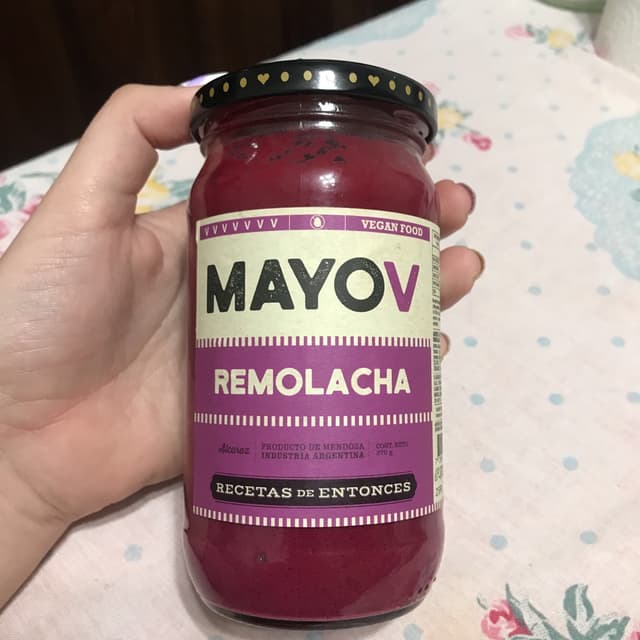 VVVVVVV VEGAN FOOD
MAYOV
REMOLACHA
Alcaraz
PRODUCTO DE MENDOZA
INDUSTRIA ARGENTINA
CONT. NETO
270 g
RECETAS DE ENTONCES